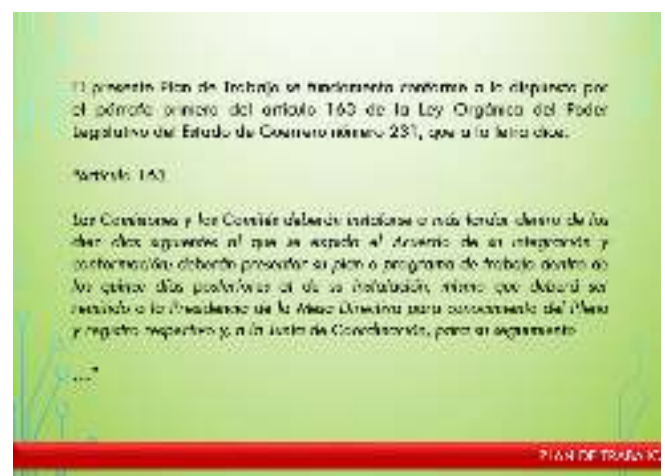 El presente Plan de Trabajo se fundamenta conforme a lo dispuesto por
el párrafo primero del artículo 163 de la Ley Orgánica del Poder
Legislativo del Estado de Guerrero número 231, que a la letra dice:
"Artículo 163.
Las Comisiones y los Comités deberán instalarse a más tardar dentro de los
diez días siguientes al que se expida el Acuerdo de su integración y
conformación; deberán presentar su plan o programa de trabajo dentro de
los quince días posteriores al de su instalación, mismo que deberá ser
remitido a la Presidencia de la Mesa Directiva para conocimiento del Pleno
y registro respectivo y, a la Junta de Coordinación, para su seguimiento
…"
PLAN DE TRABAJO